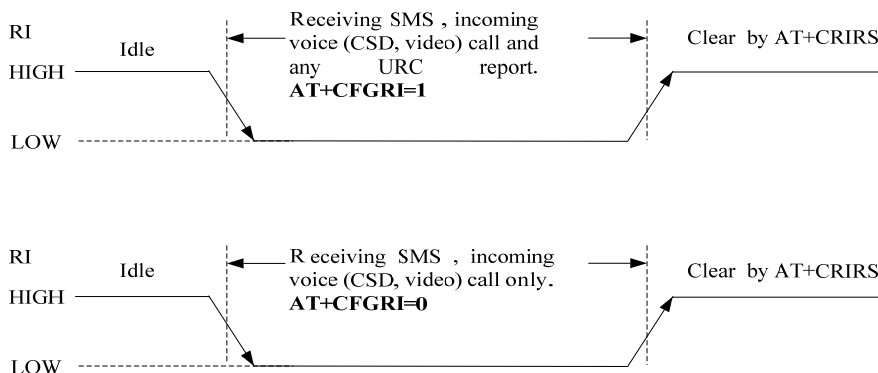 RI
Idle
HIGH
LOW
Receiving SMS , incoming
voice (CSD, video) call and
any URC report.
AT+CFGRI=1
Clear by AT+CRIRS
RI
Idle
HIGH
LOW
R eceiving SMS , incoming
voice (CSD, video) call only.
AT+CFGRI=0
Clear by AT+CRIRS